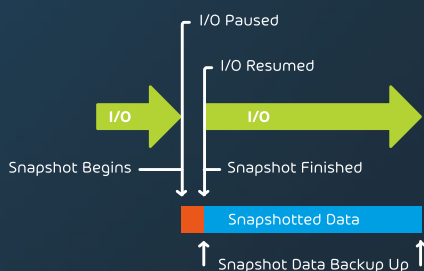 I/O Paused
I/O Resumed
I/O
I/O
Snapshot Begins
Snapshot Finished
Snapshotted Data
Snapshot Data Backup Up